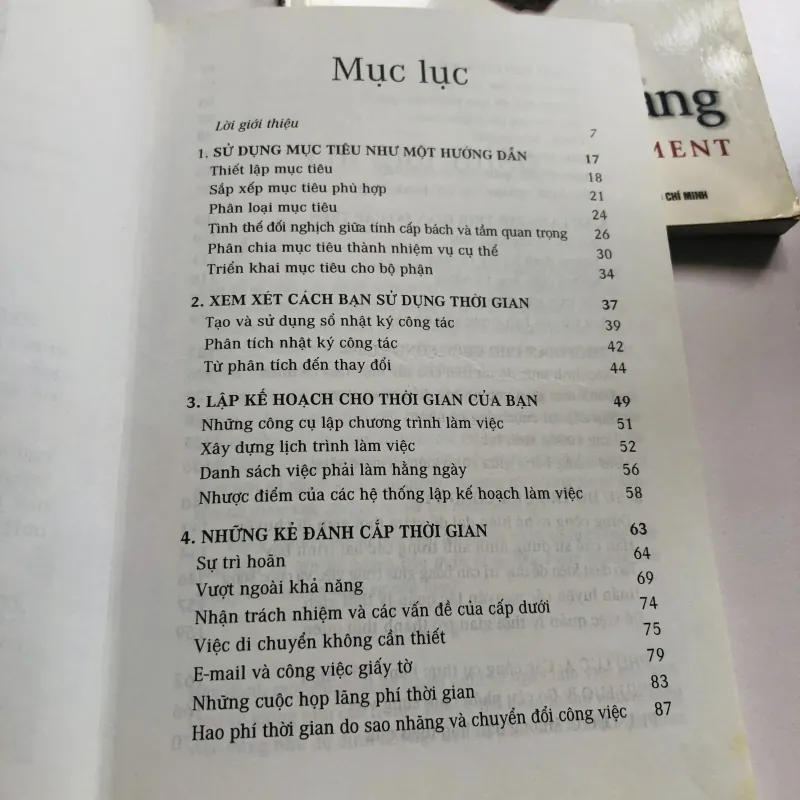 Mục lục
Lời giới thiệu 7
1. SỬ DỤNG MỤC TIÊU NHƯ MỘT HƯỚNG DẪN 17
Thiết lập mục tiêu 18
Sắp xếp mục tiêu phù hợp 21
Phân loại mục tiêu 24
Tình thế đối nghịch giữa tính cấp bách và tầm quan trọng 26
Phân chia mục tiêu thành nhiệm vụ cụ thể 30
Triển khai mục tiêu cho bộ phận 34
2. XEM XÉT CÁCH BẠN SỬ DỤNG THỜI GIAN 37
Tạo và sử dụng sổ nhật ký công tác 39
Phân tích nhật ký công tác 42
Từ phân tích đến thay đổi 44
3. LẬP KẾ HOẠCH CHO THỜI GIAN CỦA BẠN 49
Những công cụ lập chương trình làm việc 51
Xây dựng lịch trình làm việc 52
Danh sách việc phải làm hằng ngày 56
Nhược điểm của các hệ thống lập kế hoạch làm việc 58
4. NHỮNG KẺ ĐÁNH CẮP THỜI GIAN 63
Sự trì hoãn 64
Vượt ngoài khả năng 69
Nhận trách nhiệm và các vấn đề của cấp dưới 74
Việc di chuyển không cần thiết 75
E-mail và công việc giấy tờ 79
Những cuộc họp lãng phí thời gian 83
Hao phí thời gian do sao nhãng và chuyển đổi công việc 87
MENT
CHÍ MINH